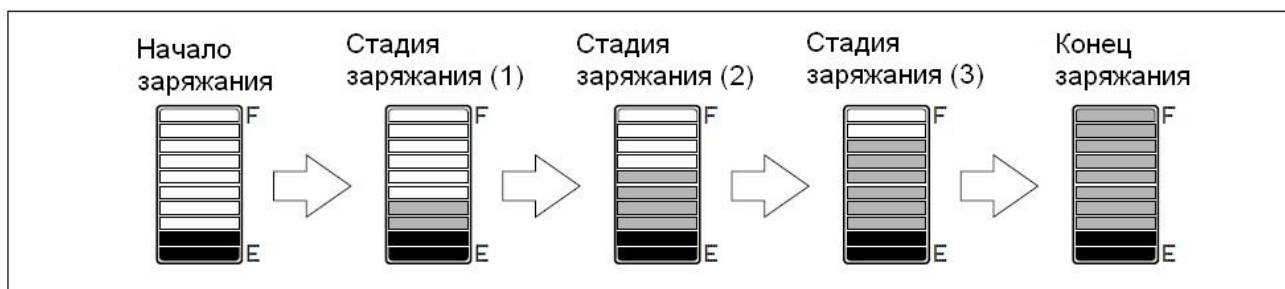 Начало
заряжания
Стадия
заряжания (1)
Стадия
заряжания (2)
Стадия
заряжания (3)
Конец
заряжания
F
F
F
F
F
E
E
E
E
E